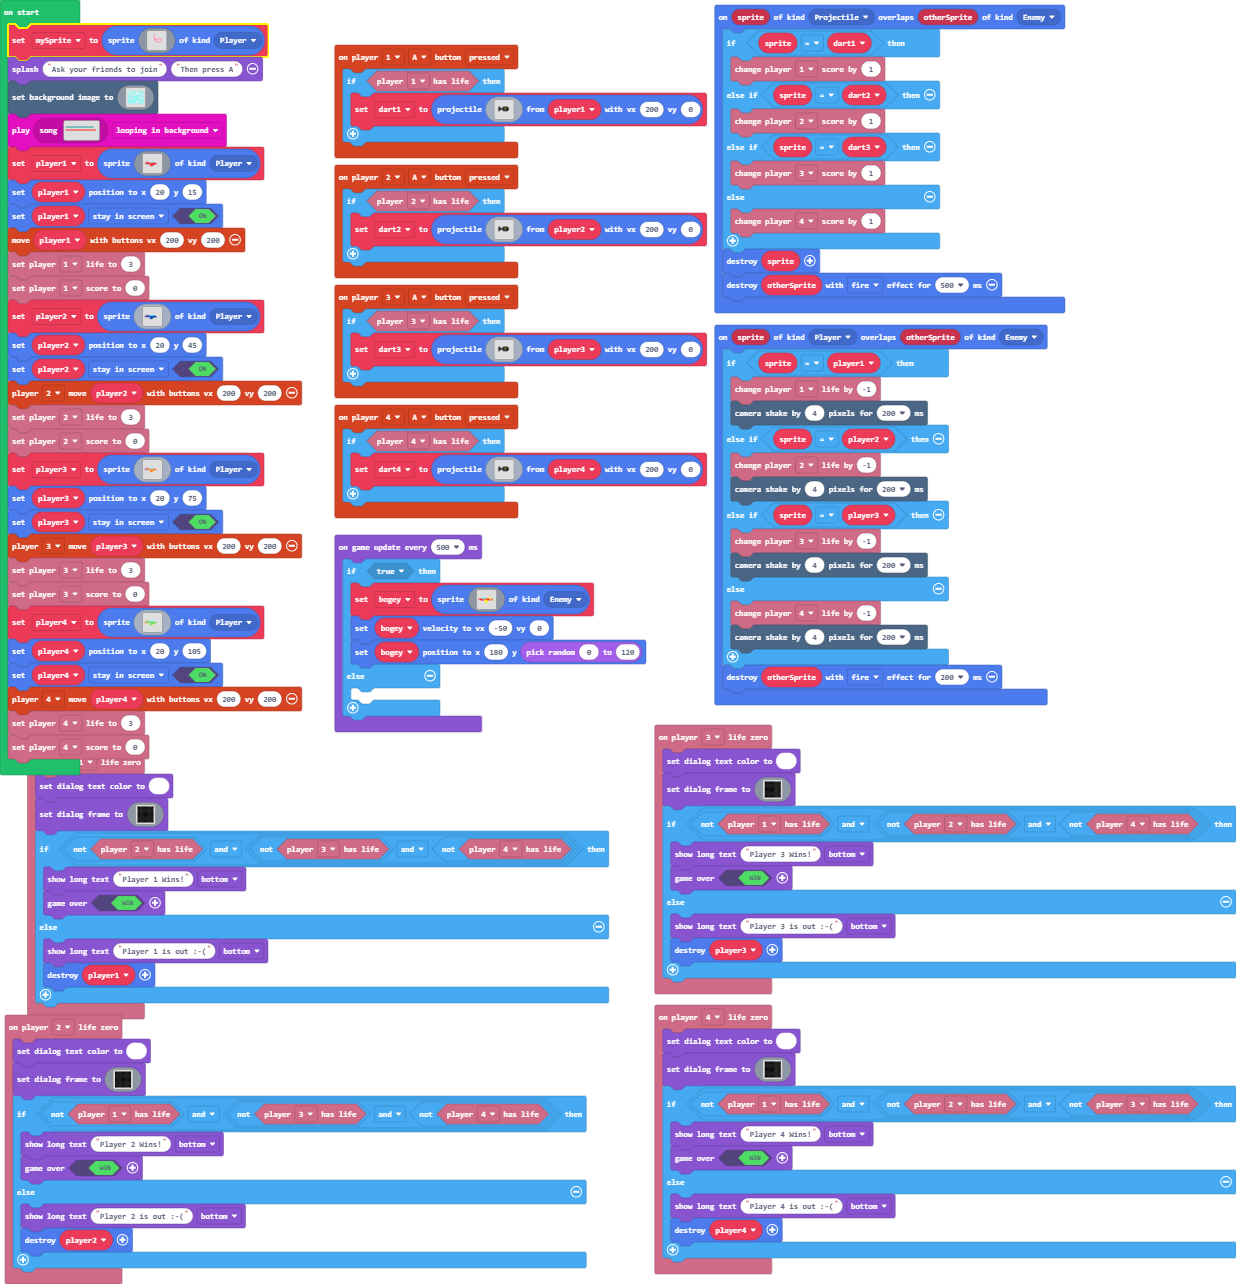 on start
set mySprite to sprite of kind Player
splash "Ask your friends to join" "Then press A"
set background image to
play song looping in background
set player1 to sprite of kind Player
set player1 position to x 20 y 15
set player1 stay in screen ON
move player1 with buttons vx 200 vy 200
set player 1 life to 3
set player 1 score to 0
set player2 to sprite of kind Player
set player2 position to x 20 y 45
set player2 stay in screen ON
player 2 move player2 with buttons vx 200 vy 200
set player 2 life to 3
set player 2 score to 0
set player3 to sprite of kind Player
set player3 position to x 20 y 75
set player3 stay in screen ON
player 3 move player3 with buttons vx 200 vy 200
set player 3 life to 3
set player 3 score to 0
set player4 to sprite of kind Player
set player4 position to x 20 y 105
set player4 stay in screen ON
player 4 move player4 with buttons vx 200 vy 200
set player 4 life to 3
set player 4 score to 0
1 life zero
set dialog text color to
set dialog frame to
if not player 2 has life and not player 3 has life and not player 4 has life then
show long text "Player 1 Wins!" bottom
game over WIN
else
show long text "Player 1 is out :-(" bottom
destroy player1
on player 2 life zero
set dialog text color to
set dialog frame to
if not player 1 has life and not player 3 has life and not player 4 has life then
show long text "Player 2 Wins!" bottom
game over WIN
else
show long text "Player 2 is out :-(" bottom
destroy player2
on player 1 A button pressed
if player 1 has life then
set dart1 to projectile from player1 with vx 200 vy 0
on player 2 A button pressed
if player 2 has life then
set dart2 to projectile from player2 with vx 200 vy 0
on player 3 A button pressed
if player 3 has life then
set dart3 to projectile from player3 with vx 200 vy 0
on player 4 A button pressed
if player 4 has life then
set dart4 to projectile from player4 with vx 200 vy 0
on game update every 500 ms
if true then
set bogey to sprite of kind Enemy
set bogey velocity to vx -50 vy 0
set bogey position to x 180 y pick random 0 to 120
else
on sprite of kind Projectile overlaps otherSprite of kind Enemy
if sprite = dart1 then
change player 1 score by 1
else if sprite = dart2 then
change player 2 score by 1
else if sprite = dart3 then
change player 3 score by 1
else
change player 4 score by 1
destroy sprite
destroy otherSprite with fire effect for 500 ms
on sprite of kind Player overlaps otherSprite of kind Enemy
if sprite = player1 then
change player 1 life by -1
camera shake by 4 pixels for 200 ms
else if sprite = player2 then
change player 2 life by -1
camera shake by 4 pixels for 200 ms
else if sprite = player3 then
change player 3 life by -1
camera shake by 4 pixels for 200 ms
else
change player 4 life by -1
camera shake by 4 pixels for 200 ms
destroy otherSprite with fire effect for 200 ms
on player 3 life zero
set dialog text color to
set dialog frame to
if not player 1 has life and not player 2 has life and not player 4 has life then
show long text "Player 3 Wins!" bottom
game over WIN
else
show long text "Player 3 is out :-(" bottom
destroy player3
on player 4 life zero
set dialog text color to
set dialog frame to
if not player 1 has life and not player 2 has life and not player 3 has life then
show long text "Player 4 Wins!" bottom
game over WIN
else
show long text "Player 4 is out :-(" bottom
destroy player4